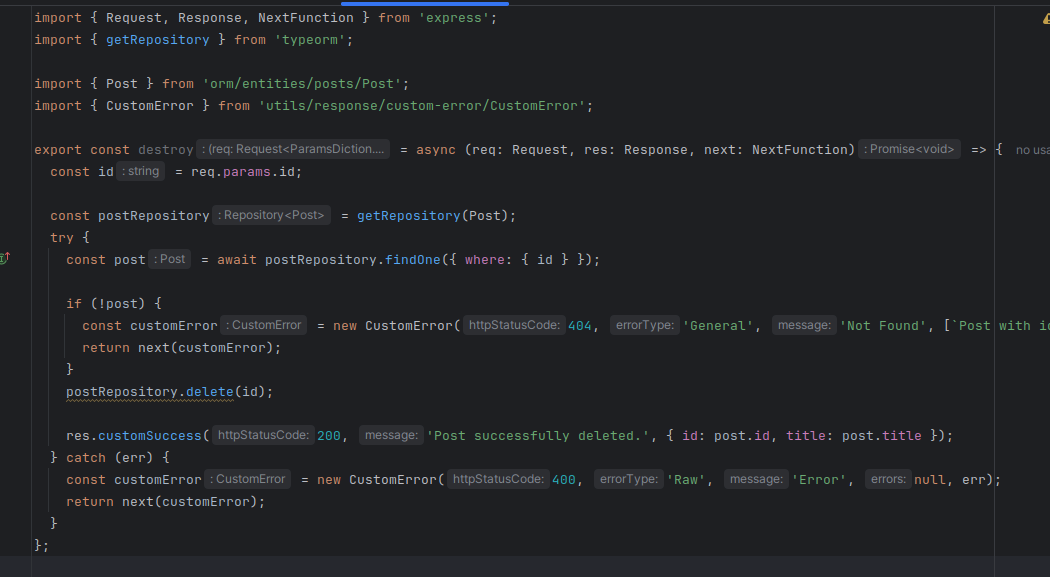 import { Request, Response, NextFunction } from 'express';
import { getRepository } from 'typeorm';
import { Post } from 'orm/entities/posts/Post';
import { CustomError } from 'utils/response/custom-error/CustomError';
export const destroy : (req: Request<ParamsDiction.... = async (req: Request, res: Response, next: NextFunction) : Promise<void> => { no usa
const id : string = req.params.id;
const postRepository : Repository<Post> = getRepository(Post);
try {
const post : Post = await postRepository.findOne({ where: { id } });
if (!post) {
const customError : CustomError = new CustomError( httpStatusCode: 404, errorType: 'General', message: 'Not Found', [`Post with id
return next(customError);
}
postRepository.delete(id);
res.customSuccess( httpStatusCode: 200, message: 'Post successfully deleted.', { id: post.id, title: post.title });
} catch (err) {
const customError : CustomError = new CustomError( httpStatusCode: 400, errorType: 'Raw', message: 'Error', errors: null, err);
return next(customError);
}
};